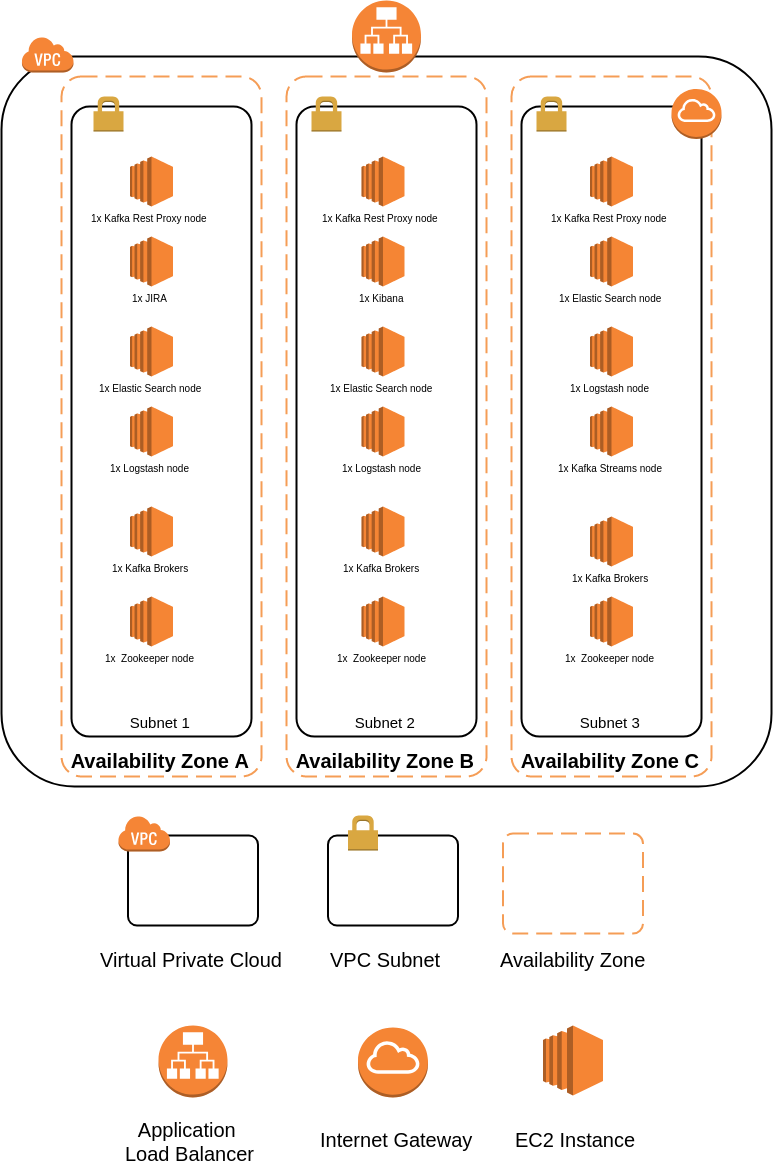 VPC
1x Kafka Rest Proxy node
1x JIRA
1x Elastic Search node
1x Logstash node
1x Kafka Brokers
1x Zookeeper node
Subnet 1
Availability Zone A
1x Kafka Rest Proxy node
1x Kibana
1x Elastic Search node
1x Logstash node
1x Kafka Brokers
1x Zookeeper node
Subnet 2
Availability Zone B
1x Kafka Rest Proxy node
1x Elastic Search node
1x Logstash node
1x Kafka Streams node
1x Kafka Brokers
1x Zookeeper node
Subnet 3
Availability Zone C
VPC
Virtual Private Cloud
VPC Subnet
Availability Zone
Application
Load Balancer
Internet Gateway
EC2 Instance